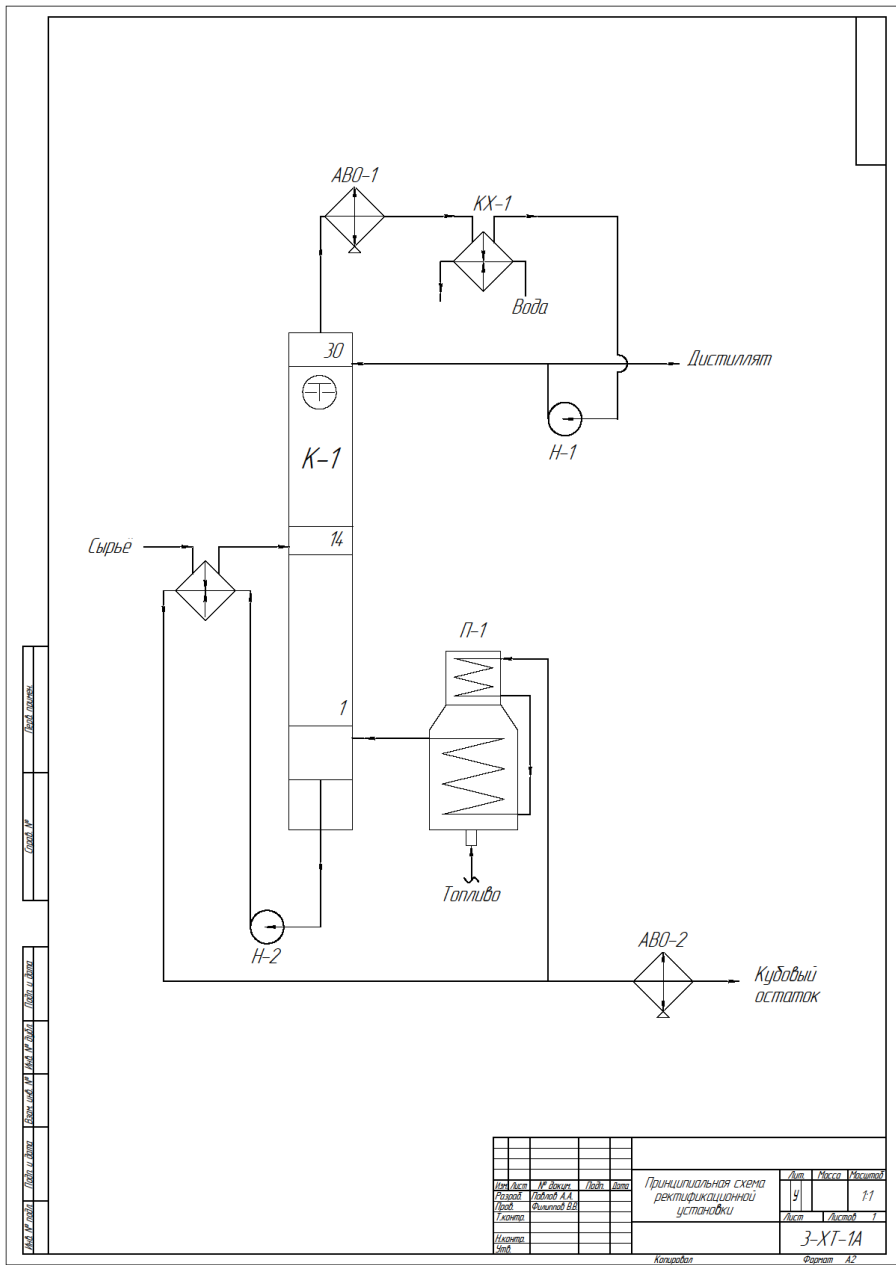 АВО-1
КХ-1
Вода
30
Дистиллят
Т
К-1
Н-1
Сырьё
14
П-1
1
Топливо
Н-2
АВО-2
Кубовый
остаток
Перв. примен.
Справ. №
Подп. и дата
Инв. № дубл.
Взам. инв. №
Подп. и дата
Инв. № подл.
Изм. Лист № докум. Подп. Дата
Разраб. Павлов А.А.
Пров. Филиппов В.В.
Т.контр.
Н.контр.
Утв.
Принципиальная схема
ректификационной
установки
Лит. Масса Масштаб
У 1:1
Лист Листов 1
3-ХТ-1А
Копировал Формат А2